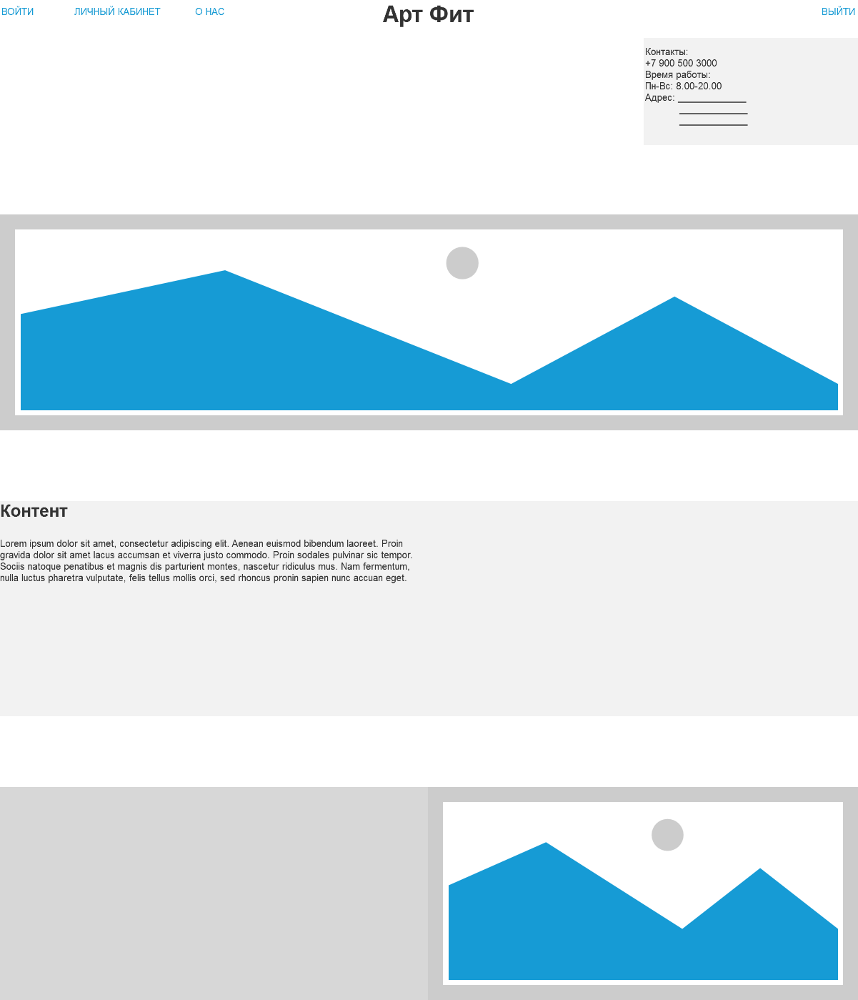 ВОЙТИ ЛИЧНЫЙ КАБИНЕТ О НАС Арт Фит ВЫЙТИ
Контакты:
+7 900 500 3000
Время работы:
Пн-Вс: 8.00-20.00
Адрес: _____________
_____________
_____________
Контент
Lorem ipsum dolor sit amet, consectetur adipiscing elit. Aenean euismod bibendum laoreet. Proin
gravida dolor sit amet lacus accumsan et viverra justo commodo. Proin sodales pulvinar sic tempor.
Sociis natoque penatibus et magnis dis parturient montes, nascetur ridiculus mus. Nam fermentum,
nulla luctus pharetra vulputate, felis tellus mollis orci, sed rhoncus pronin sapien nunc accuan eget.